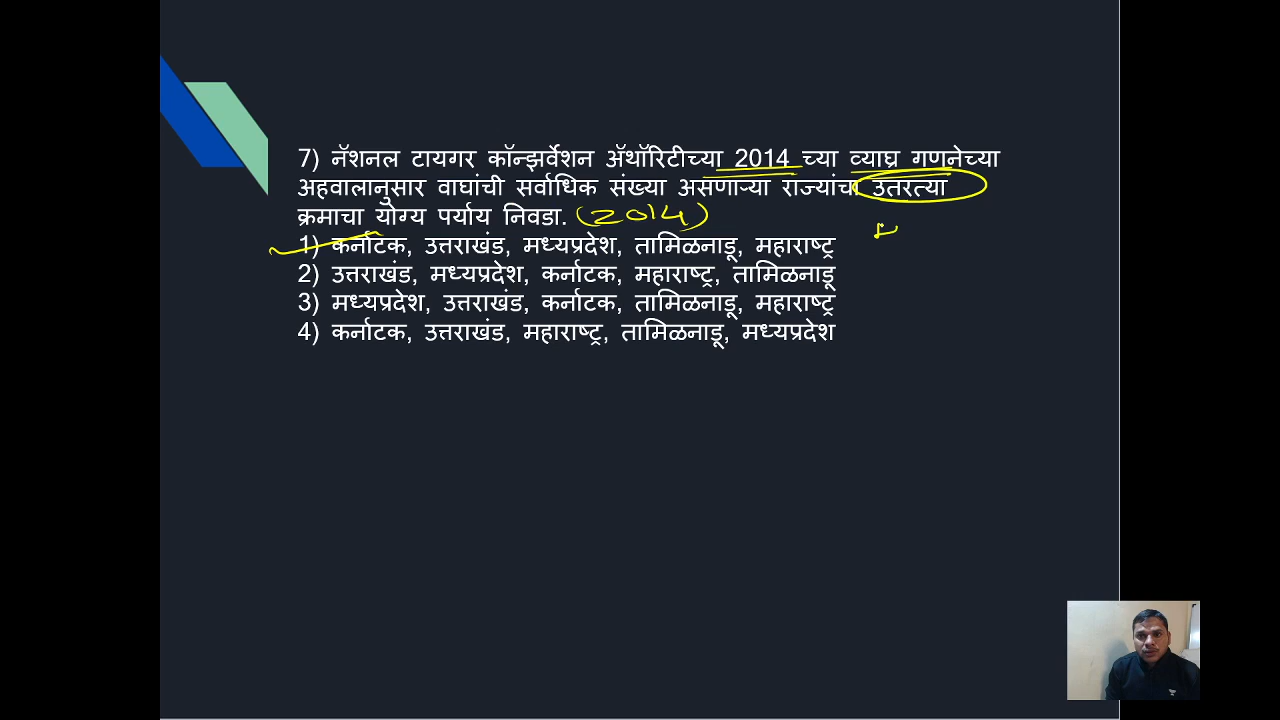 7) नॅशनल टायगर कॉन्झर्वेशन ॲथॉरिटीच्या 2014 च्या व्याघ्र गणनेच्या
अहवालानुसार वाघांची सर्वाधिक संख्या असणाऱ्या राज्यांचा उतरत्या
क्रमाचा योग्य पर्याय निवडा. (2014)
1) कर्नाटक, उत्तराखंड, मध्यप्रदेश, तामिळनाडू, महाराष्ट्र
2) उत्तराखंड, मध्यप्रदेश, कर्नाटक, महाराष्ट्र, तामिळनाडू
3) मध्यप्रदेश, उत्तराखंड, कर्नाटक, तामिळनाडू, महाराष्ट्र
4) कर्नाटक, उत्तराखंड, महाराष्ट्र, तामिळनाडू, मध्यप्रदेश